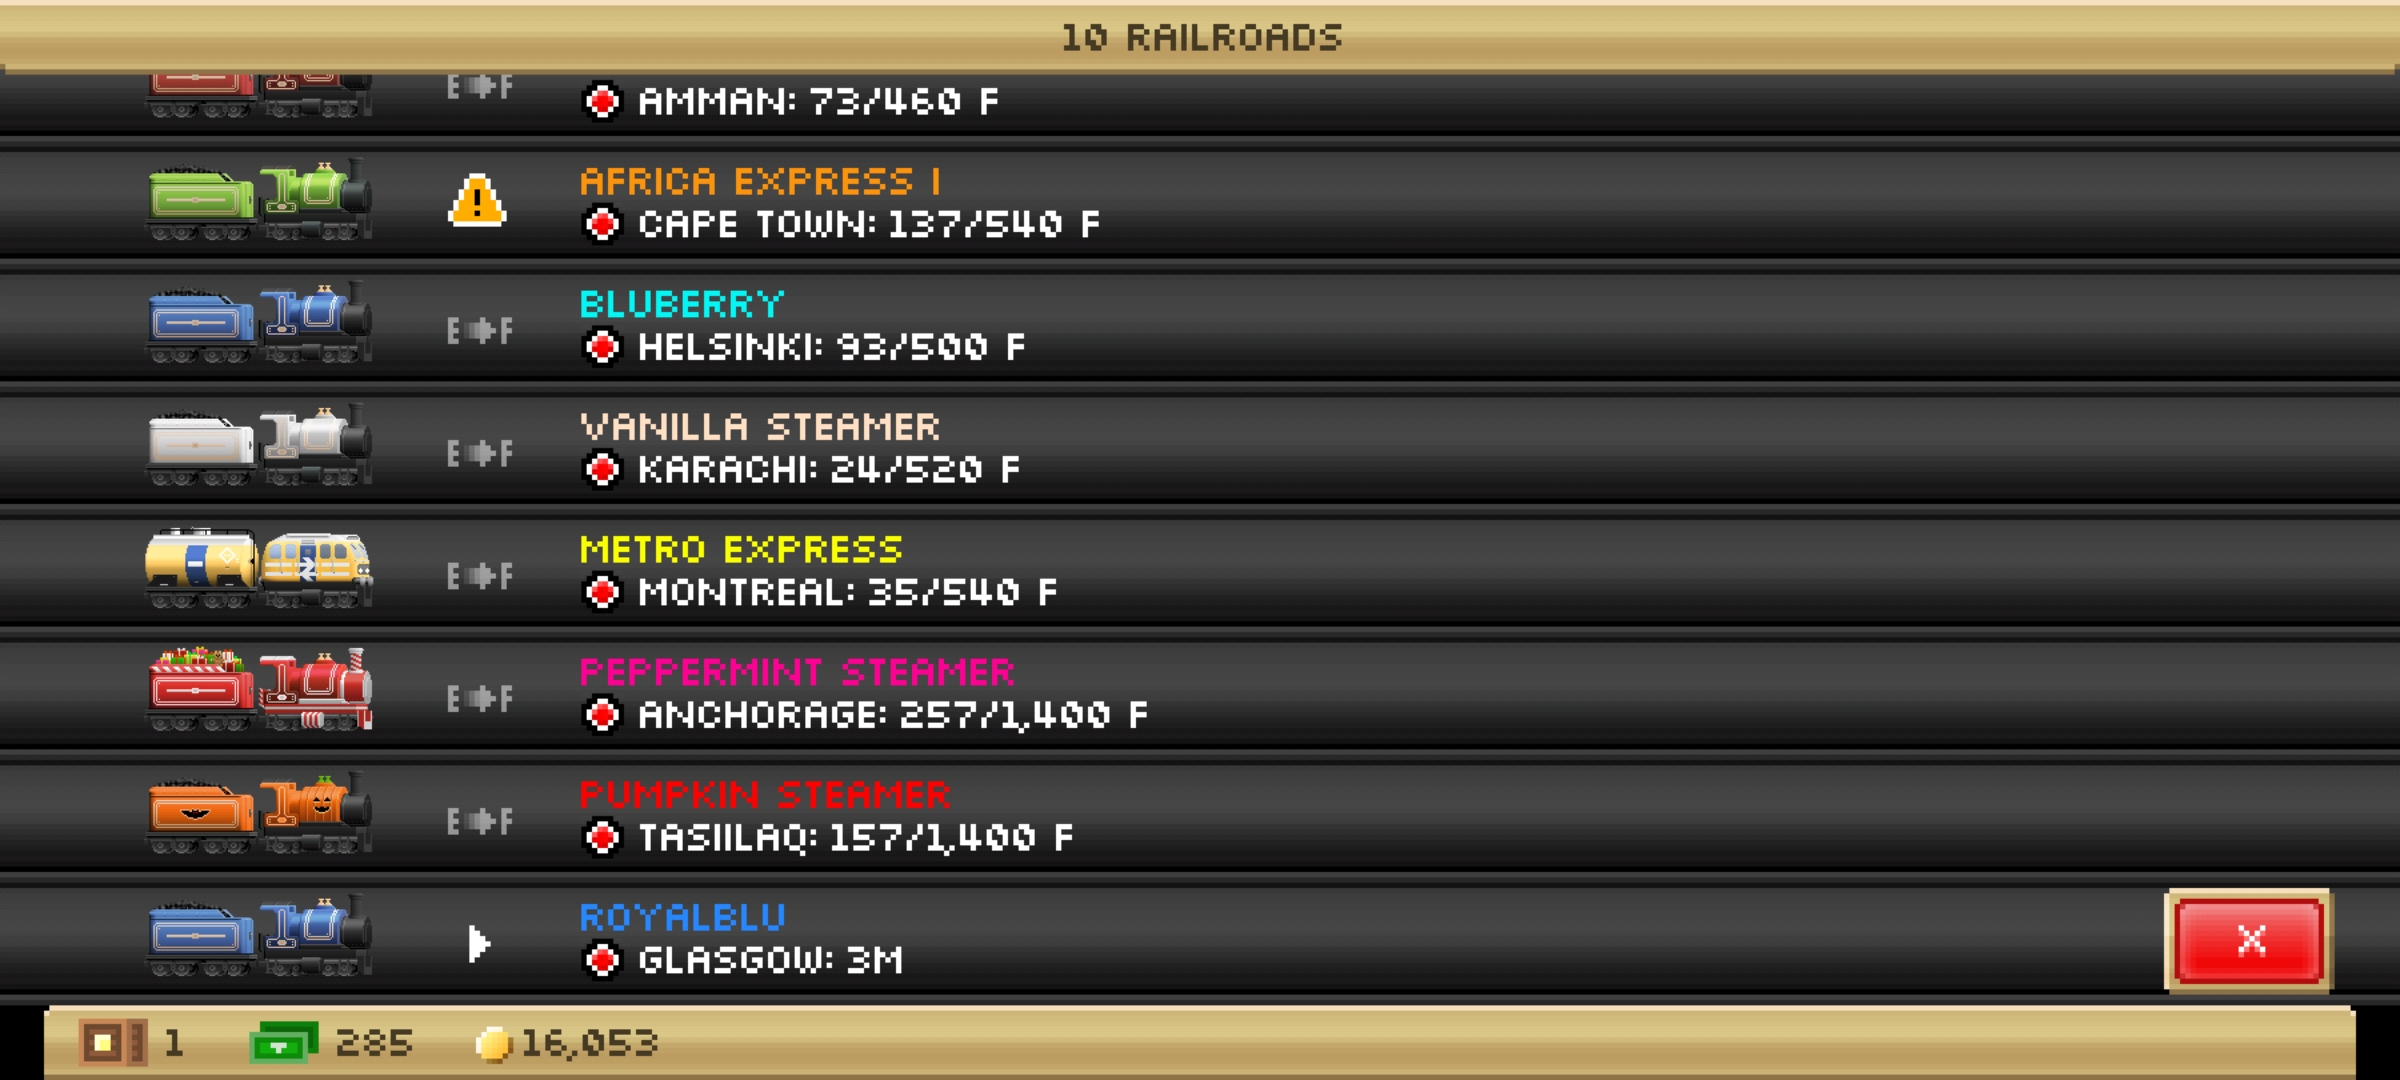 10 RAILROADS
E F
AMMAN: 73/460 F
!
AFRICA EXPRESS I
CAPE TOWN: 137/540 F
BLUBERRY
E F
HELSINKI: 93/500 F
VANILLA STEAMER
E F
KARACHI: 24/520 F
METRO EXPRESS
E F
MONTREAL: 35/540 F
PEPPERMINT STEAMER
E F
ANCHORAGE: 257/1,400 F
PUMPKIN STEAMER
E F
TASIILAQ: 157/1,400 F
ROYALBLU
GLASGOW: 3M
X
1 285 16,053